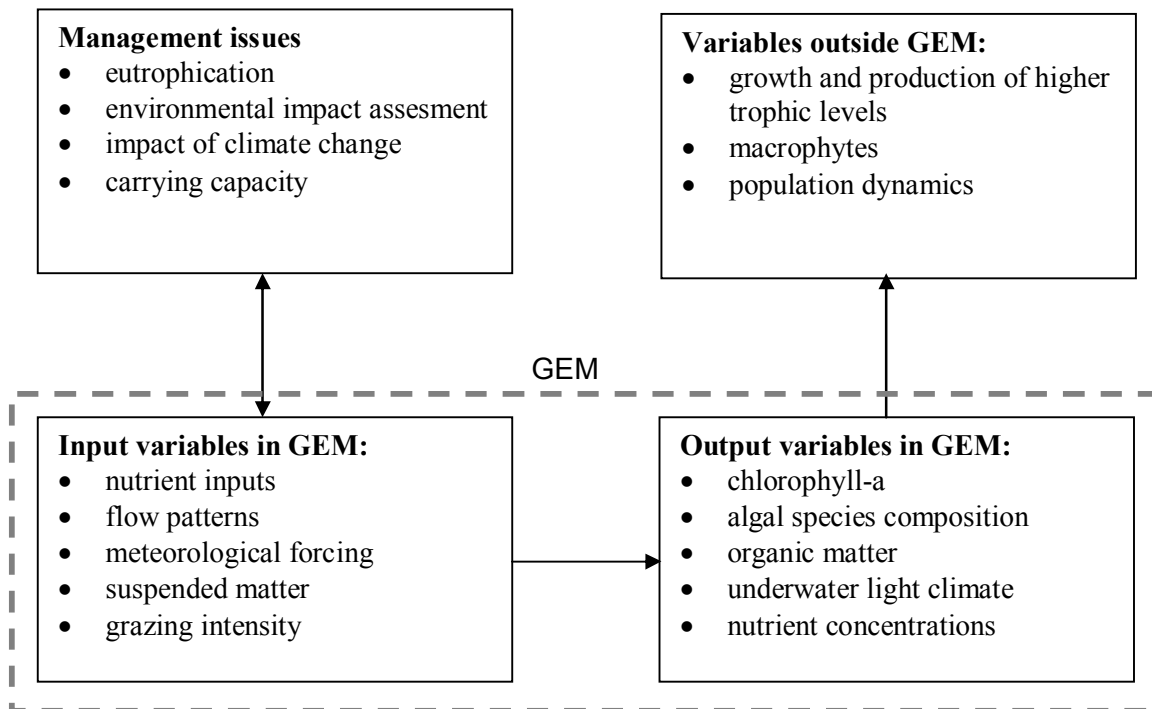 Management issues
• eutrophication
• environmental impact assesment
• impact of climate change
• carrying capacity
Variables outside GEM:
• growth and production of higher
trophic levels
• macrophytes
• population dynamics
GEM
Input variables in GEM:
• nutrient inputs
• flow patterns
• meteorological forcing
• suspended matter
• grazing intensity
Output variables in GEM:
• chlorophyll-a
• algal species composition
• organic matter
• underwater light climate
• nutrient concentrations